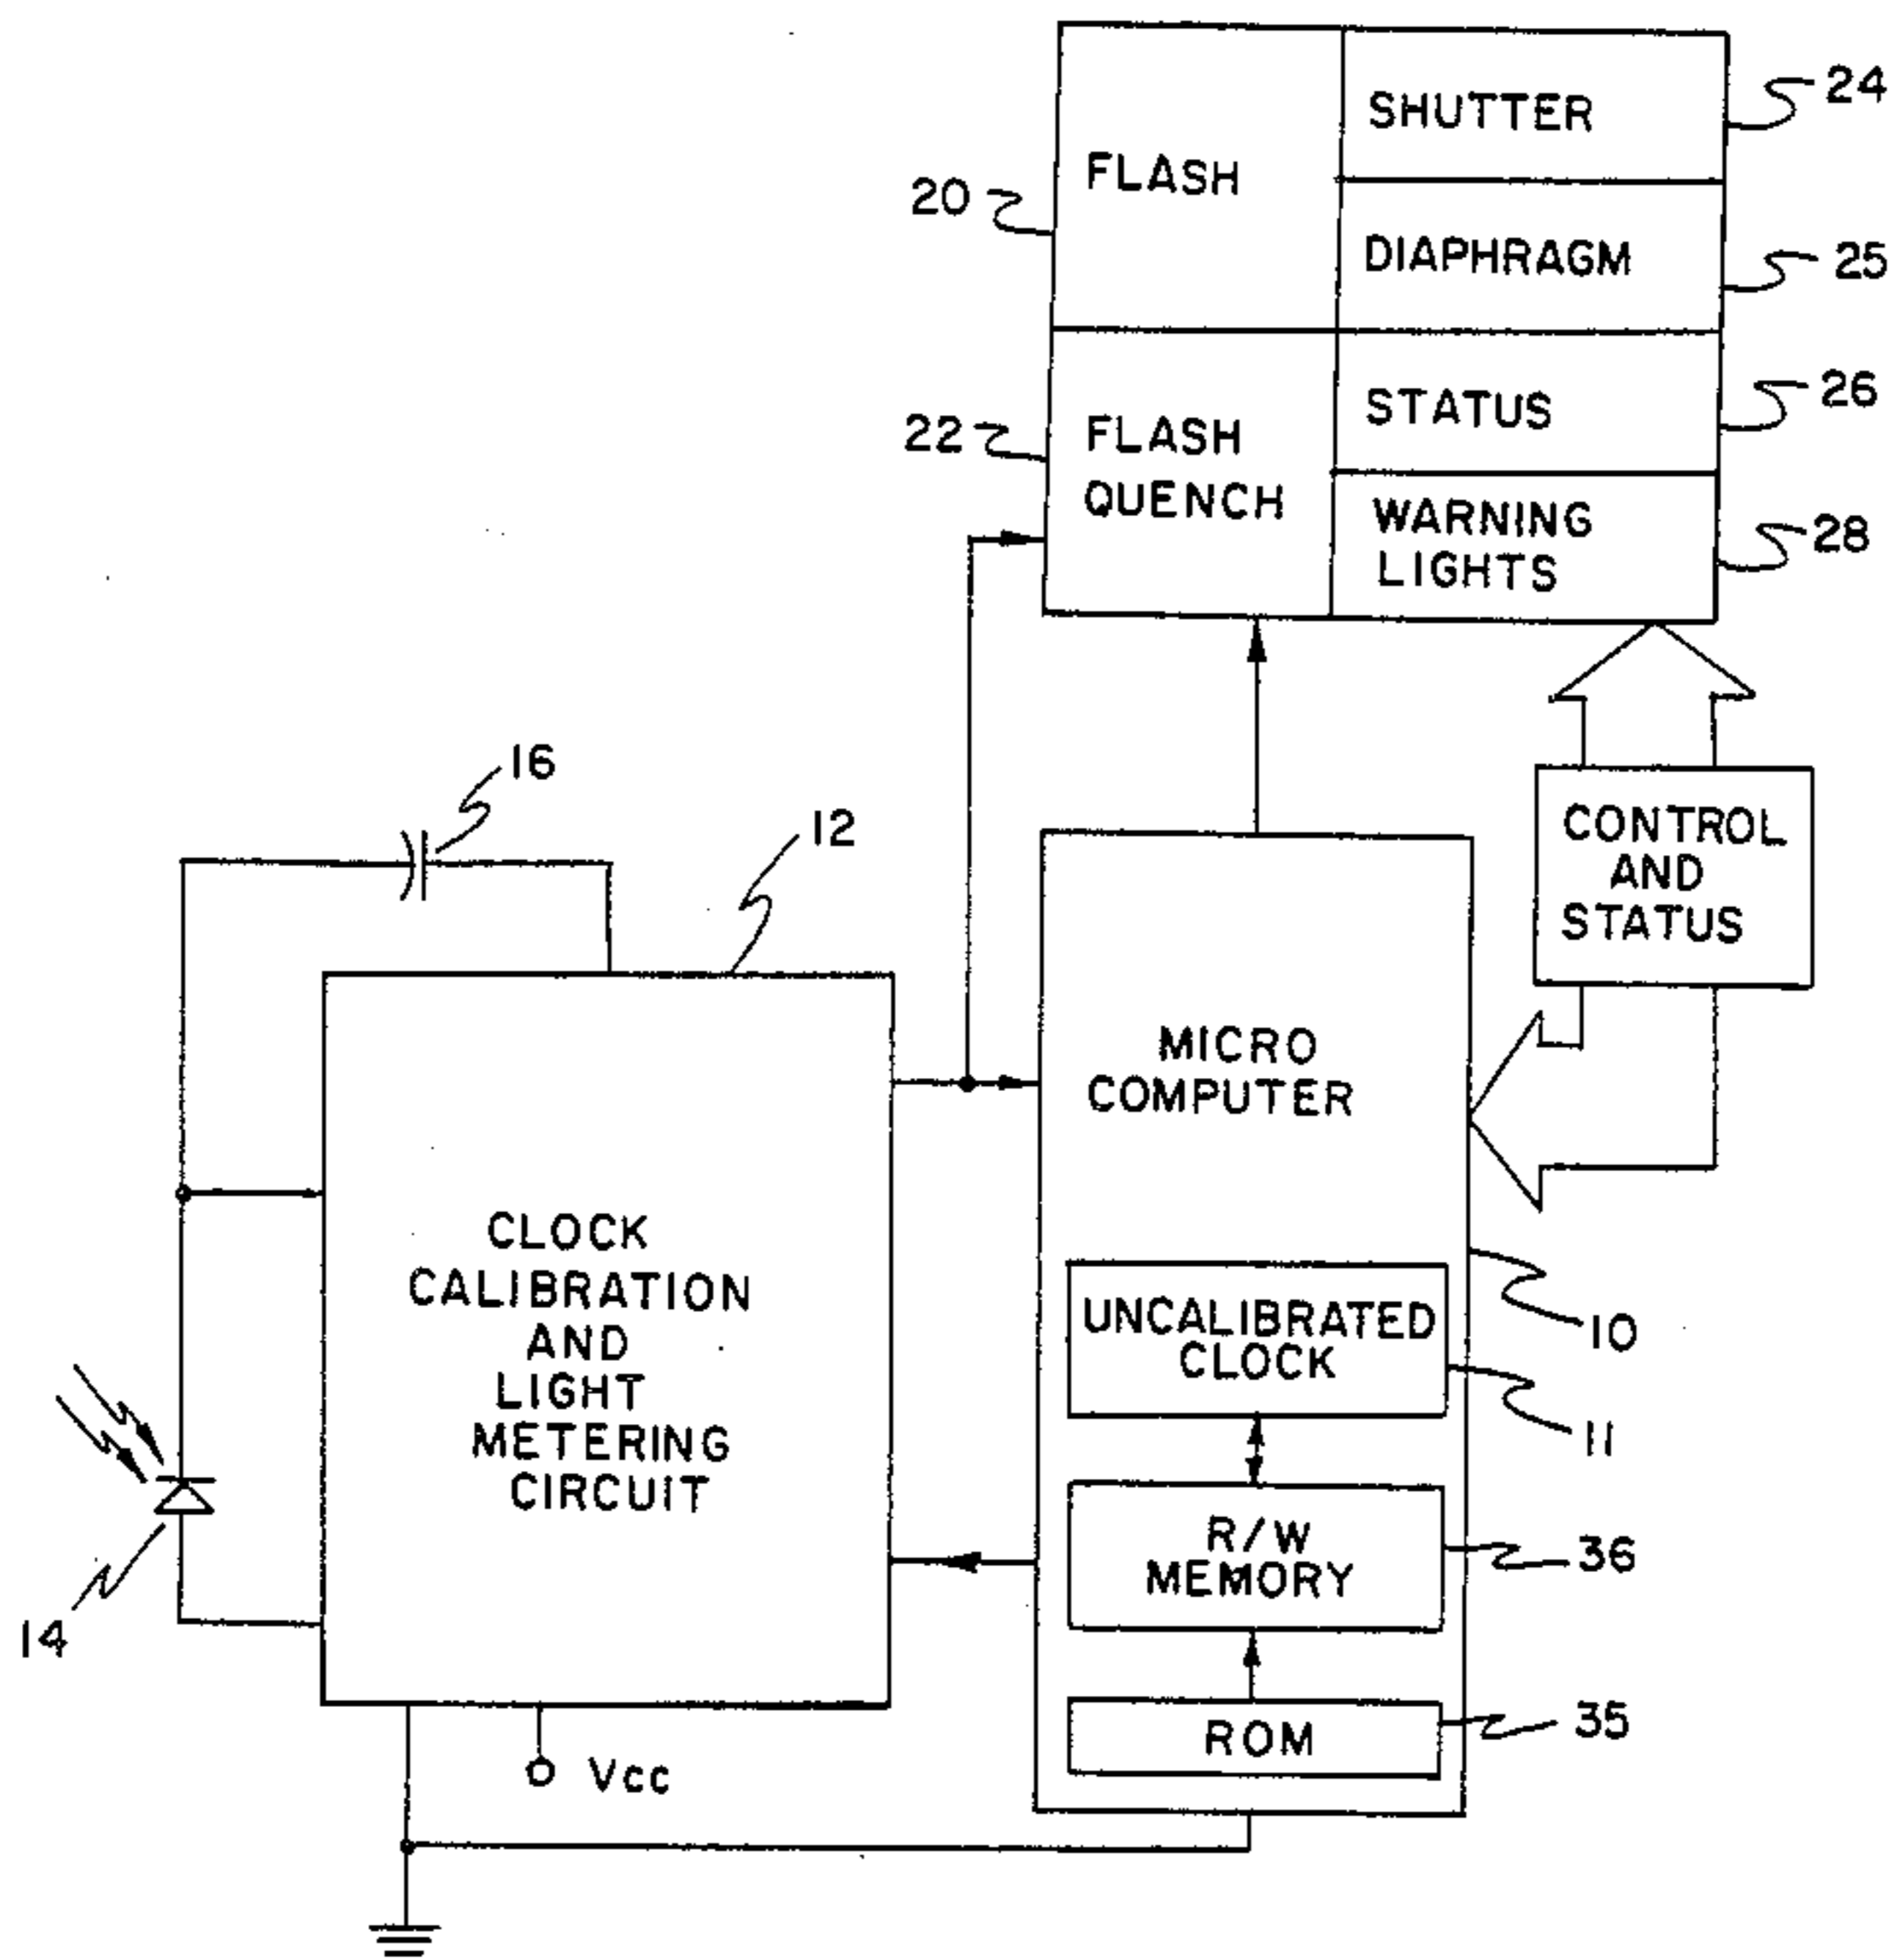 FLASH
SHUTTER
24
20
DIAPHRAGM
25
FLASH
QUENCH
22
STATUS
26
WARNING
LIGHTS
28
16
12
CONTROL
AND
STATUS
MICRO
COMPUTER
10
CLOCK
CALIBRATION
AND
LIGHT
METERING
CIRCUIT
UNCALIBRATED
CLOCK
11
R/W
MEMORY
36
14
ROM
35
Vcc